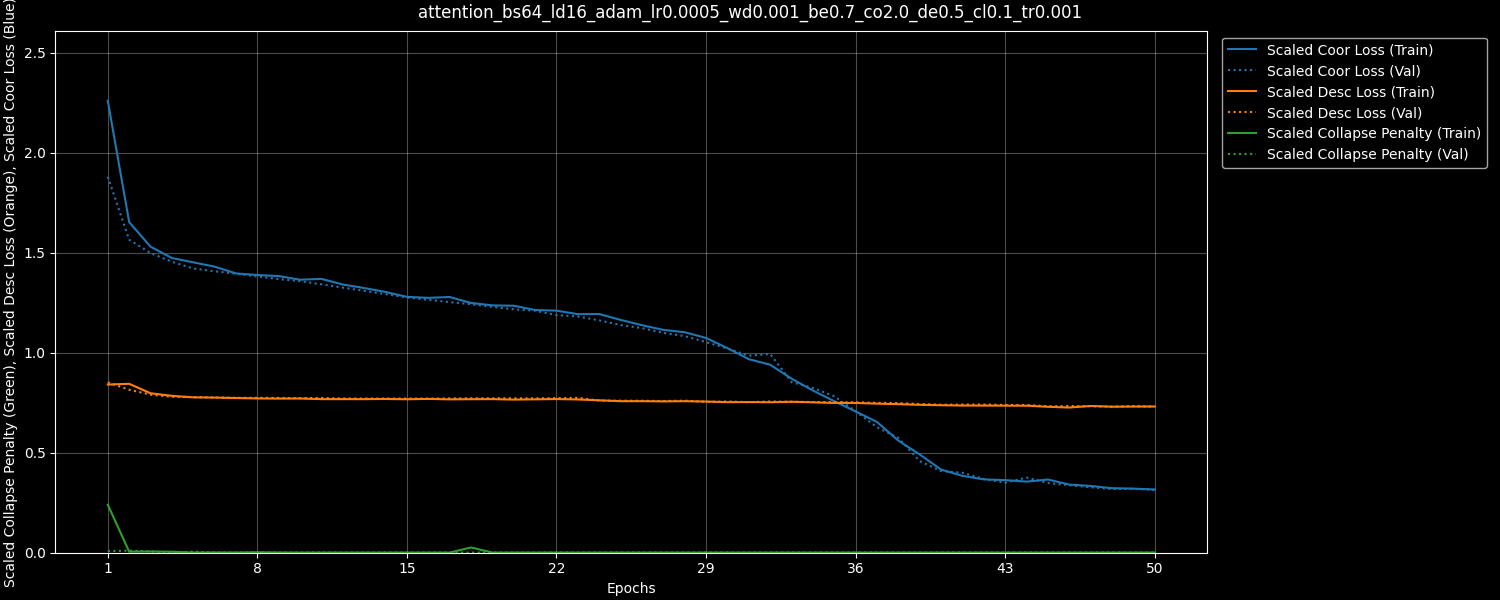 attention_bs64_ld16_adam_lr0.0005_wd0.001_be0.7_co2.0_de0.5_cl0.1_tr0.001
Scaled Collapse Penalty (Green), Scaled Desc Loss (Orange), Scaled Coor Loss (Blue)
2.5
2.0
1.5
1.0
0.5
0.0
1 8 15 22 29 36 43 50
Epochs
Scaled Coor Loss (Train)
Scaled Coor Loss (Val)
Scaled Desc Loss (Train)
Scaled Desc Loss (Val)
Scaled Collapse Penalty (Train)
Scaled Collapse Penalty (Val)